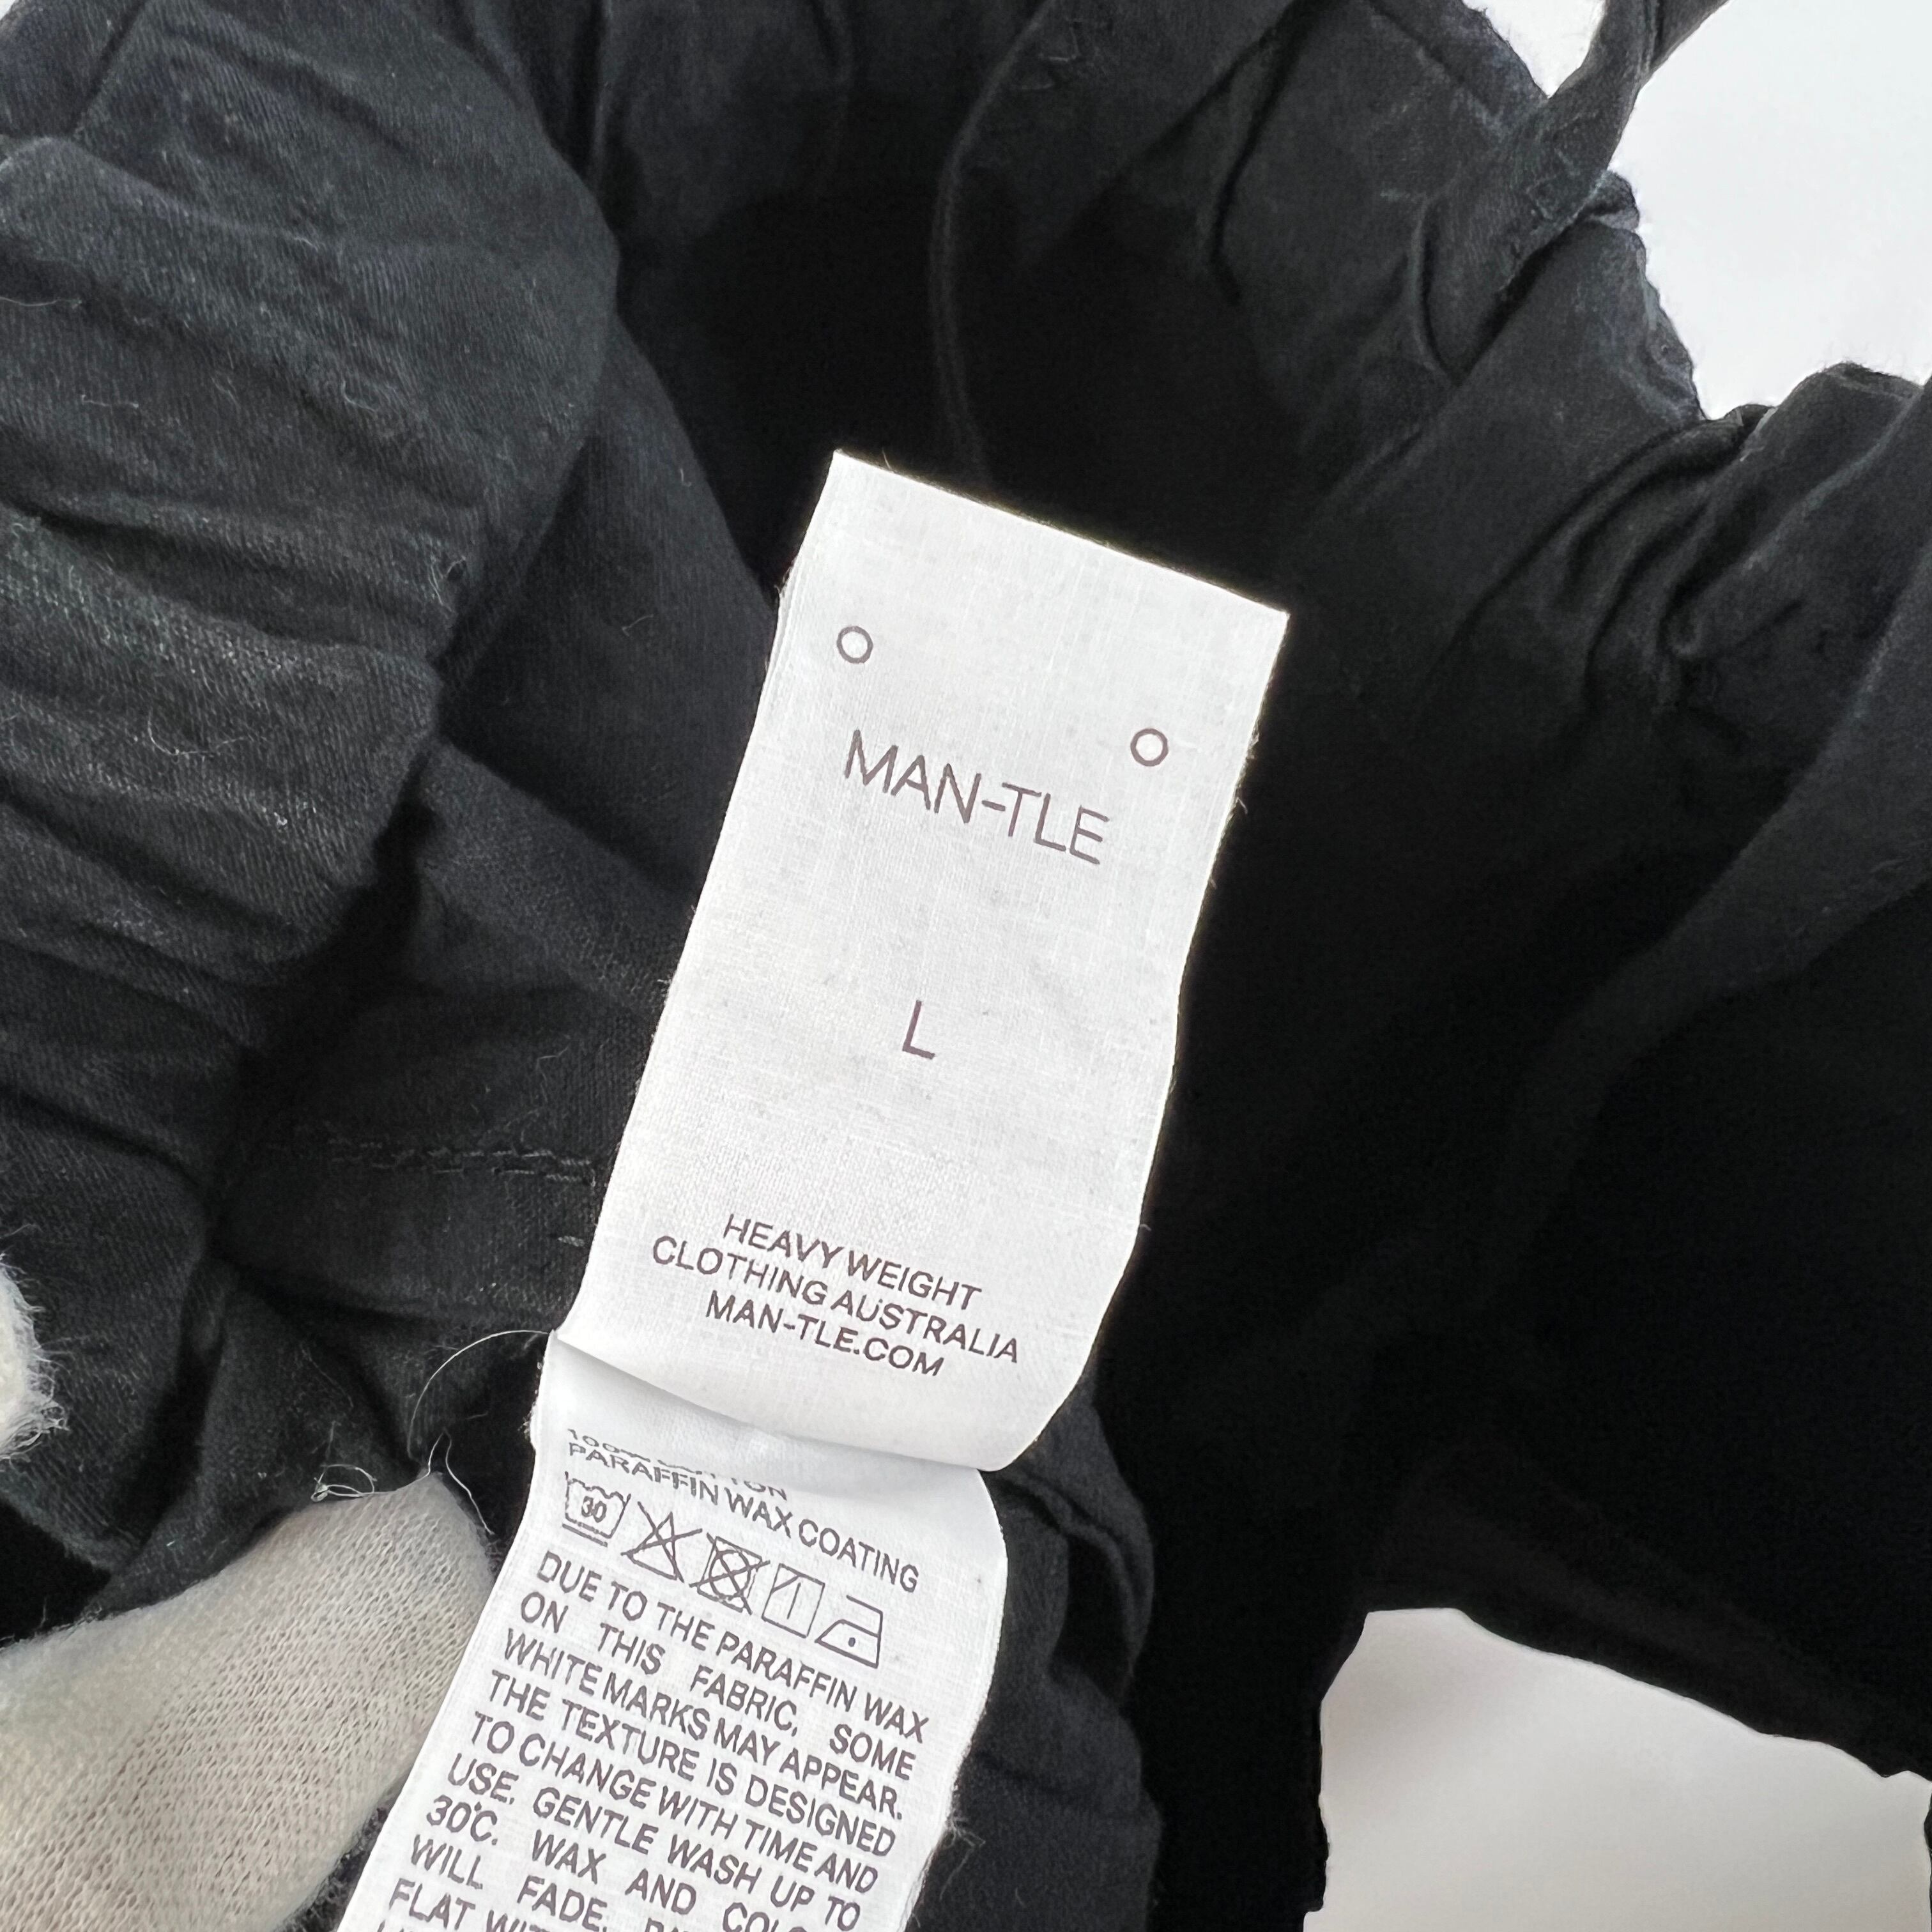 MAN-TLE
L
HEAVY WEIGHT
CLOTHING AUSTRALIA
MAN-TLE.COM
PARAFFIN WAX COATING
30
DUE TO THE PARAFFIN WAX
ON THIS FABRIC, SOME
WHITE MARKS MAY APPEAR.
THE TEXTURE IS DESIGNED
TO CHANGE WITH TIME AND
USE. GENTLE WASH UP TO
30°C. WAX AND
WILL FADE.
FLAT